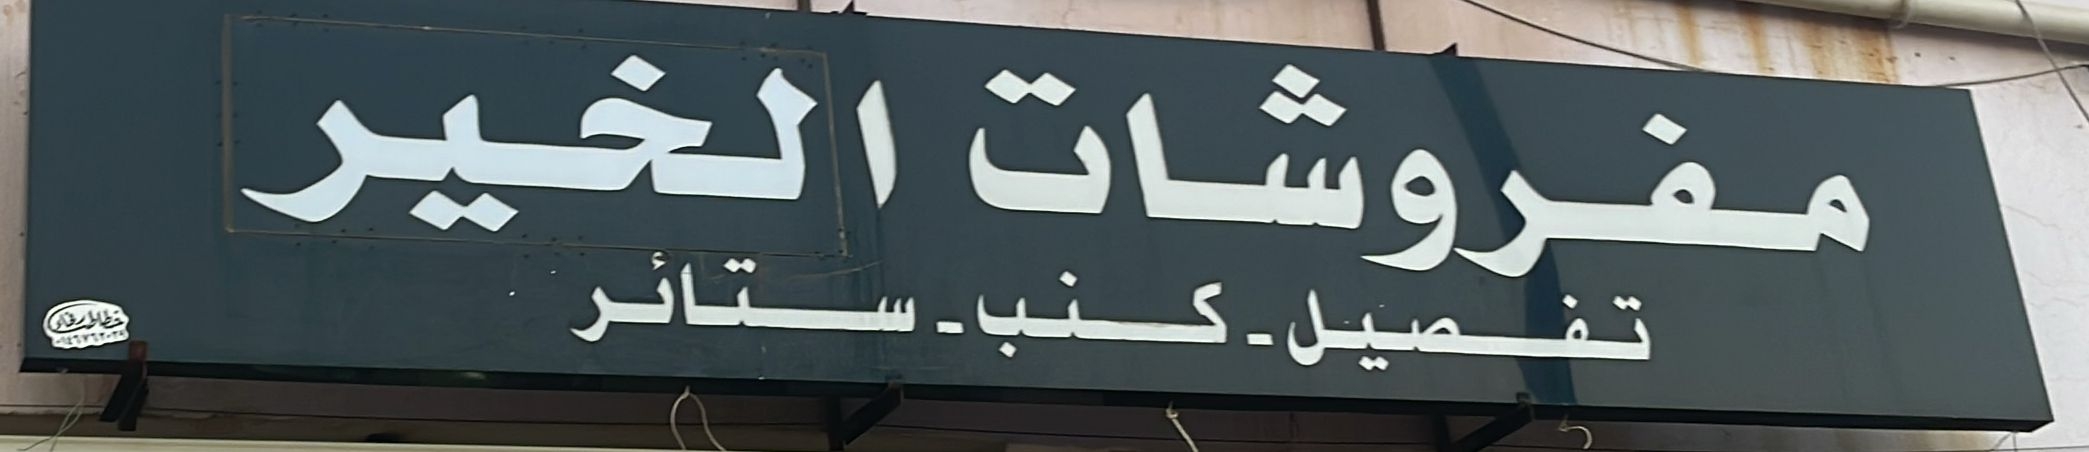 مفروشات الخير
تفصيل - كنب - ستائر